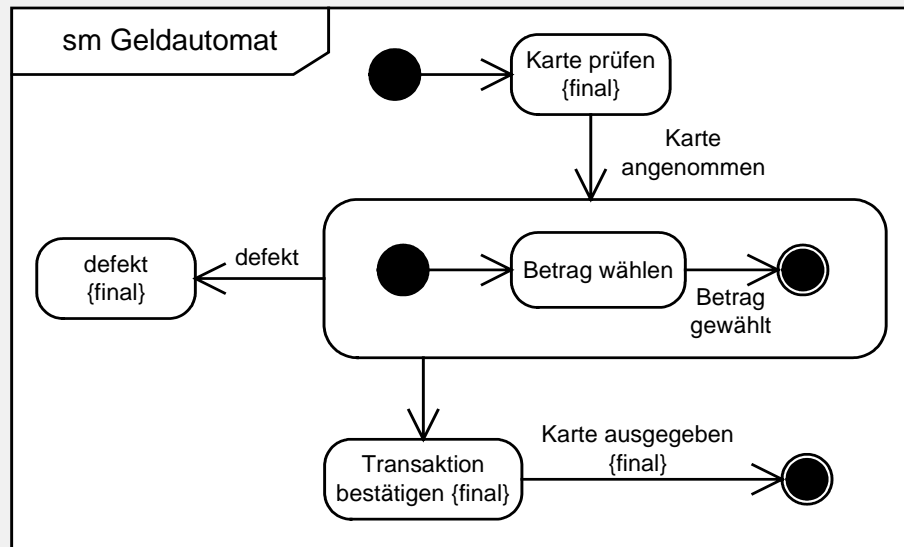 sm Geldautomat
Karte prüfen
{final}
Karte
angenommen
defekt
{final}
defekt
Betrag wählen
Betrag
gewählt
Transaktion
bestätigen {final}
Karte ausgegeben
{final}